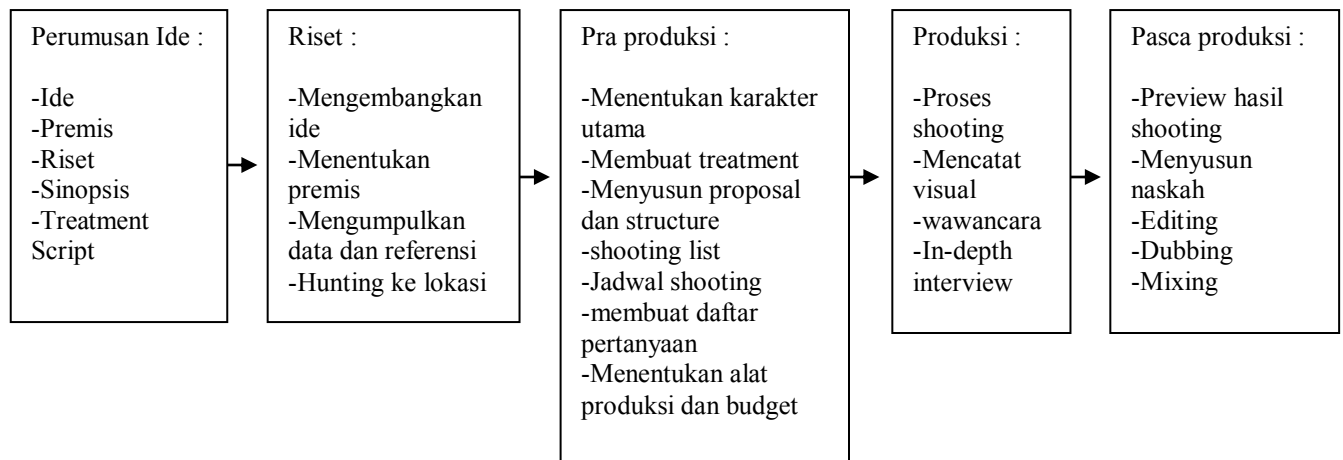 Perumusan Ide :
-Ide
-Premis
-Riset
-Sinopsis
-Treatment
Script
Riset :
-Mengembangkan
ide
-Menentukan
premis
-Mengumpulkan
data dan referensi
-Hunting ke lokasi
Pra produksi :
-Menentukan karakter
utama
-Membuat treatment
-Menyusun proposal
dan structure
-shooting list
-Jadwal shooting
-membuat daftar
pertanyaan
-Menentukan alat
produksi dan budget
Produksi :
-Proses
shooting
-Mencatat
visual
-wawancara
-In-depth
interview
Pasca produksi :
-Preview hasil
shooting
-Menyusun
naskah
-Editing
-Dubbing
-Mixing